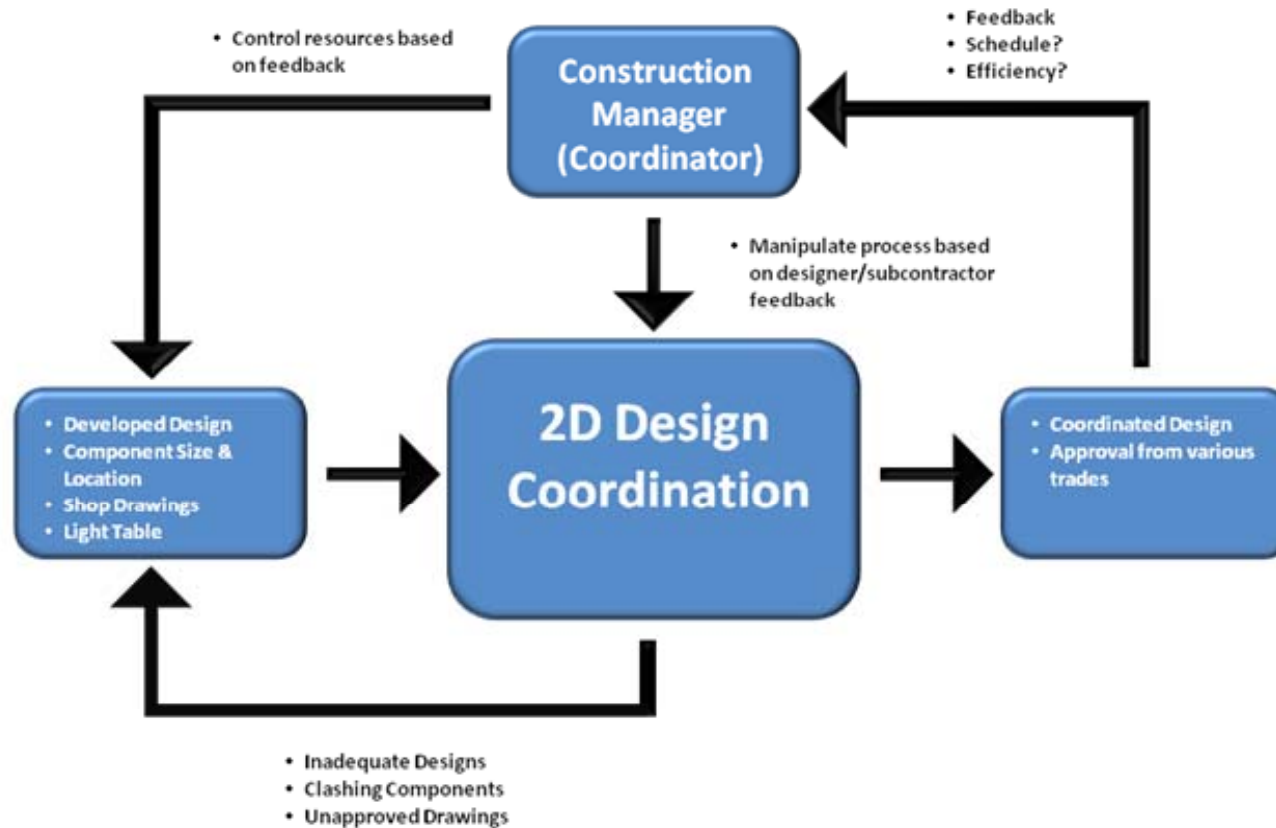 • Control resources based
on feedback
Construction
Manager
(Coordinator)
• Feedback
• Schedule?
• Efficiency?
• Manipulate process based
on designer/subcontractor
feedback
• Developed Design
• Component Size &
Location
• Shop Drawings
• Light Table
2D Design
Coordination
• Coordinated Design
• Approval from various
trades
• Inadequate Designs
• Clashing Components
• Unapproved Drawings